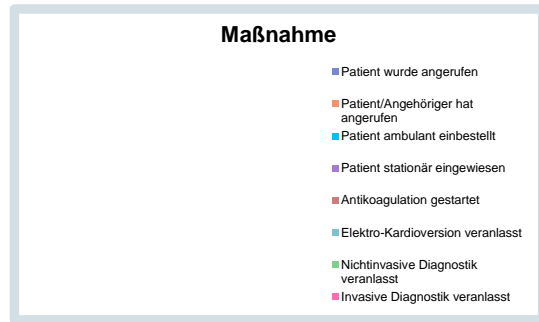 Maßnahme
Patient wurde angerufen
Patient/Angehöriger hat
angerufen
Patient ambulant einbestellt
Patient stationär eingewiesen
Antikoagulation gestartet
Elektro-Kardioversion veranlasst
Nichtinvasive Diagnostik
veranlasst
Invasive Diagnostik veranlasst